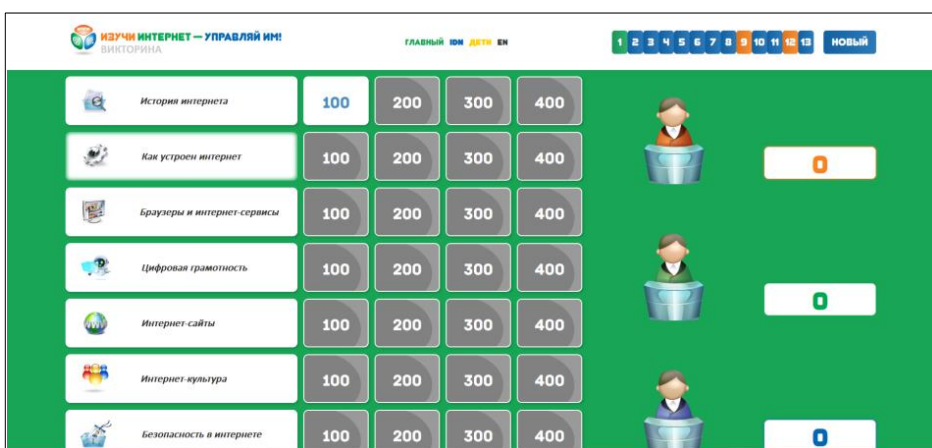 ИЗУЧИ ИНТЕРНЕТ — УПРАВЛЯЙ ИМ!
ВИКТОРИНА
ГЛАВНЫЙ IDN ДЕТИ EN
1 2 3 4 5 6 7 8 9 10 11 12 13 НОВЫЙ
История интернета 100 200 300 400
Как устроен интернет 100 200 300 400
0
Браузеры и интернет-сервисы 100 200 300 400
Цифровая грамотность 100 200 300 400
0
Интернет-сайты 100 200 300 400
Интернет-культура 100 200 300 400
Безопасность в интернете 100 200 300 400
0